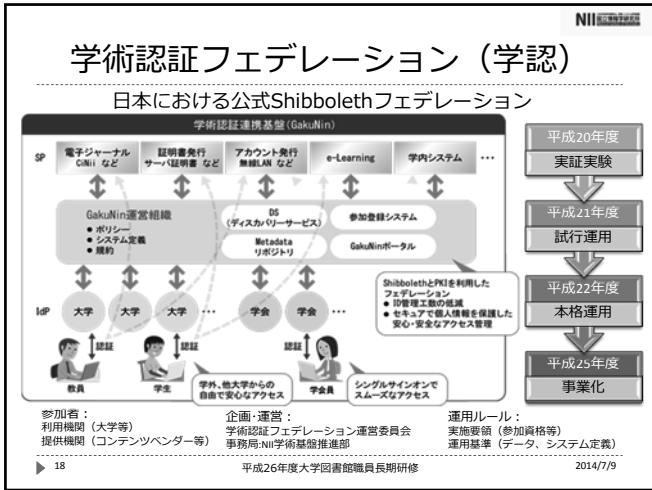 NII 国立情報学研究所
学術認証フェデレーション（学認）
日本における公式Shibbolethフェデレーション
学術認証連携基盤(GakuNin)
SP
電子ジャーナル
CiNii など
証明書発行
サーバ証明書 など
アカウント発行
無線LAN など
e-Learning
学内システム
…
GakuNin運営組織
● ポリシー
● システム定義
● 規約
DS
(ディスカバリーサービス)
参加登録システム
Metadata
リポジトリ
GakuNinポータル
ShibbolethとPKIを利用した
フェデレーション
● ID管理工数の低減
● セキュアで個人情報を保護した
安心・安全なアクセス管理
IdP
大学
大学
大学
…
学会
学会
…
認証
認証
認証
教員
学生
学会員
学外、他大学からの
自由で安心なアクセス
シングルサインオンで
スムーズなアクセス
平成20年度
実証実験
平成21年度
試行運用
平成22年度
本格運用
平成25年度
事業化
参加者：
利用機関（大学等）
提供機関（コンテンツベンダー等）
企画・運営：
学術認証フェデレーション運営委員会
事務局:NII学術基盤推進部
運用ルール：
実施要領（参加資格等）
運用基準（データ、システム定義）
18
平成26年度大学図書館職員長期研修
2014/7/9